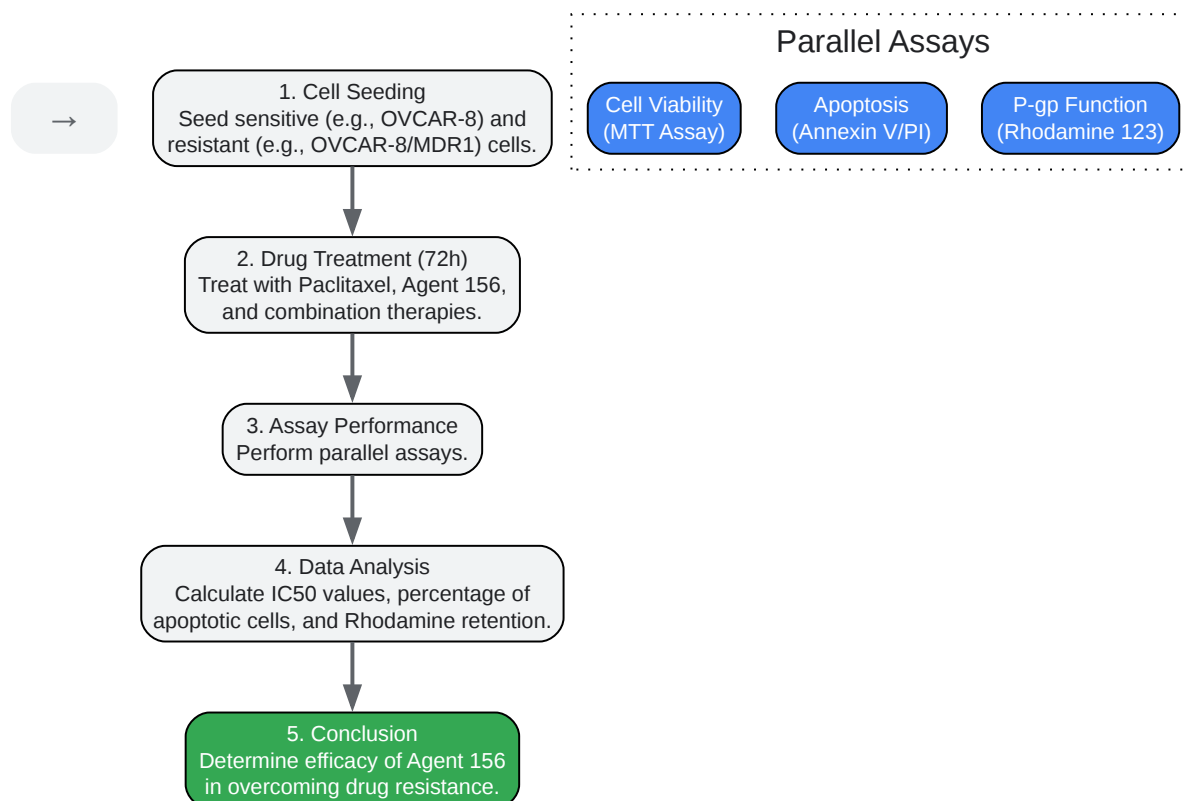 →
1. Cell Seeding
Seed sensitive (e.g., OVCAR-8) and
resistant (e.g., OVCAR-8/MDR1) cells.
Parallel Assays
Cell Viability
(MTT Assay)
Apoptosis
(Annexin V/PI)
P-gp Function
(Rhodamine 123)
2. Drug Treatment (72h)
Treat with Paclitaxel, Agent 156,
and combination therapies.
3. Assay Performance
Perform parallel assays.
4. Data Analysis
Calculate IC50 values, percentage of
apoptotic cells, and Rhodamine retention.
5. Conclusion
Determine efficacy of Agent 156
in overcoming drug resistance.